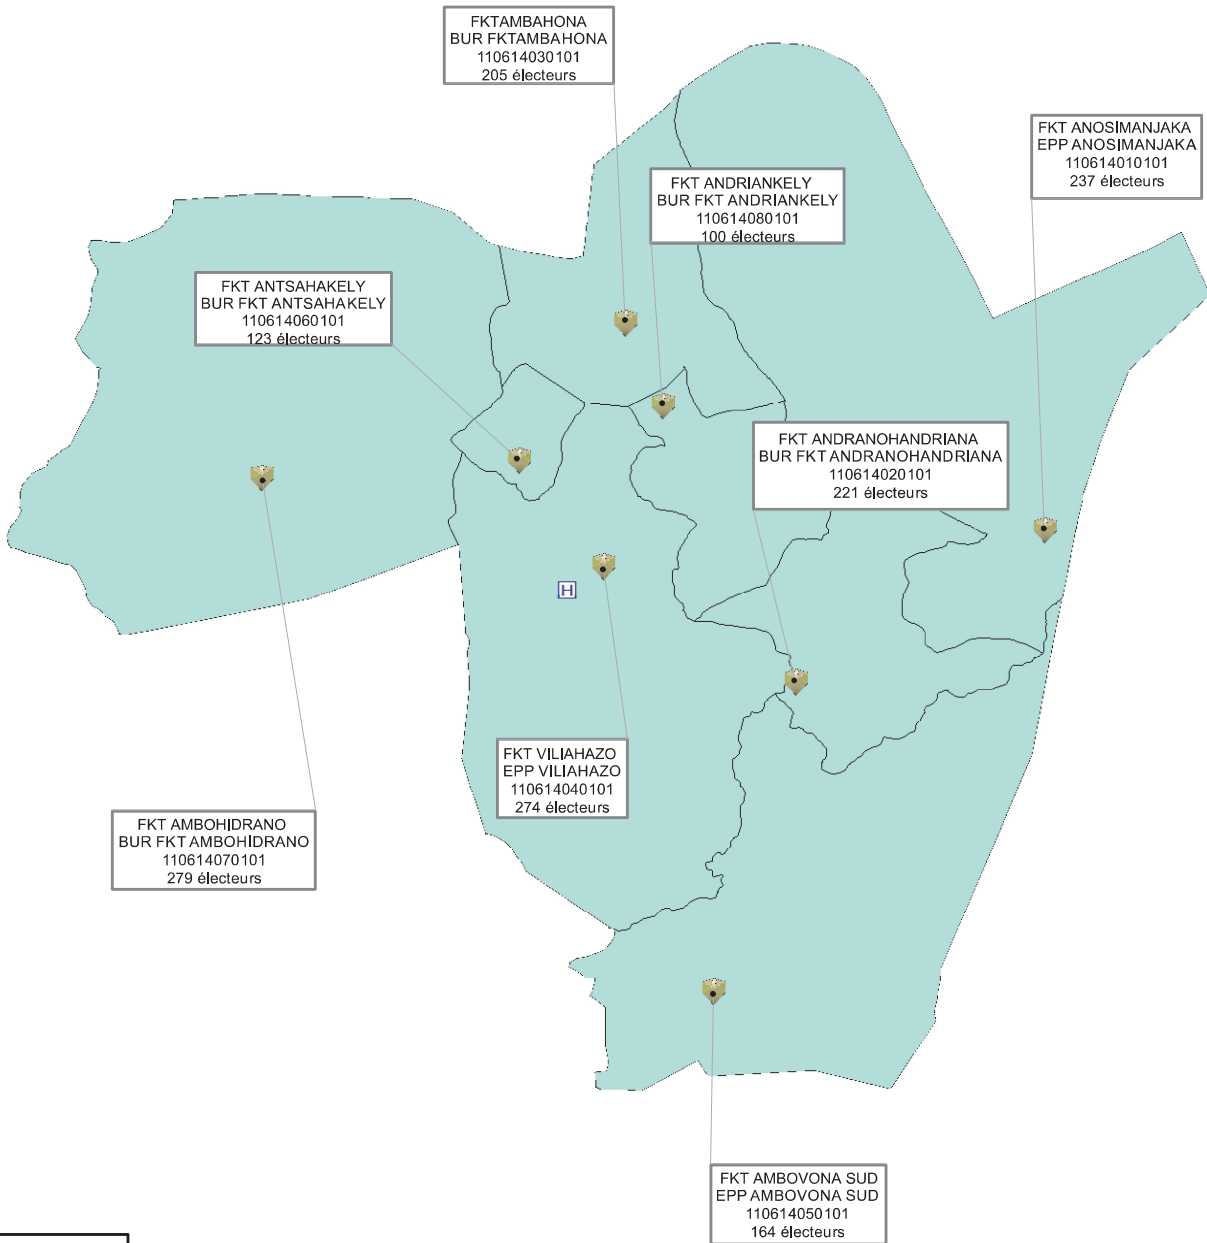 FKTAMBAHONA
BUR FKTAMBAHONA
110614030101
205 électeurs
FKT ANOSIMANJAKA
EPP ANOSIMANJAKA
110614010101
237 électeurs
FKT ANDRIANKELY
BUR FKT ANDRIANKELY
110614080101
100 électeurs
FKT ANTSAHAKELY
BUR FKT ANTSAHAKELY
110614060101
123 électeurs
FKT ANDRANOHANDRIANA
BUR FKT ANDRANOHANDRIANA
110614020101
221 électeurs
H
FKT VILIAHAZO
EPP VILIAHAZO
110614040101
274 électeurs
FKT AMBOHIDRANO
BUR FKT AMBOHIDRANO
110614070101
279 électeurs
FKT AMBOVONA SUD
EPP AMBOVONA SUD
110614050101
164 électeurs